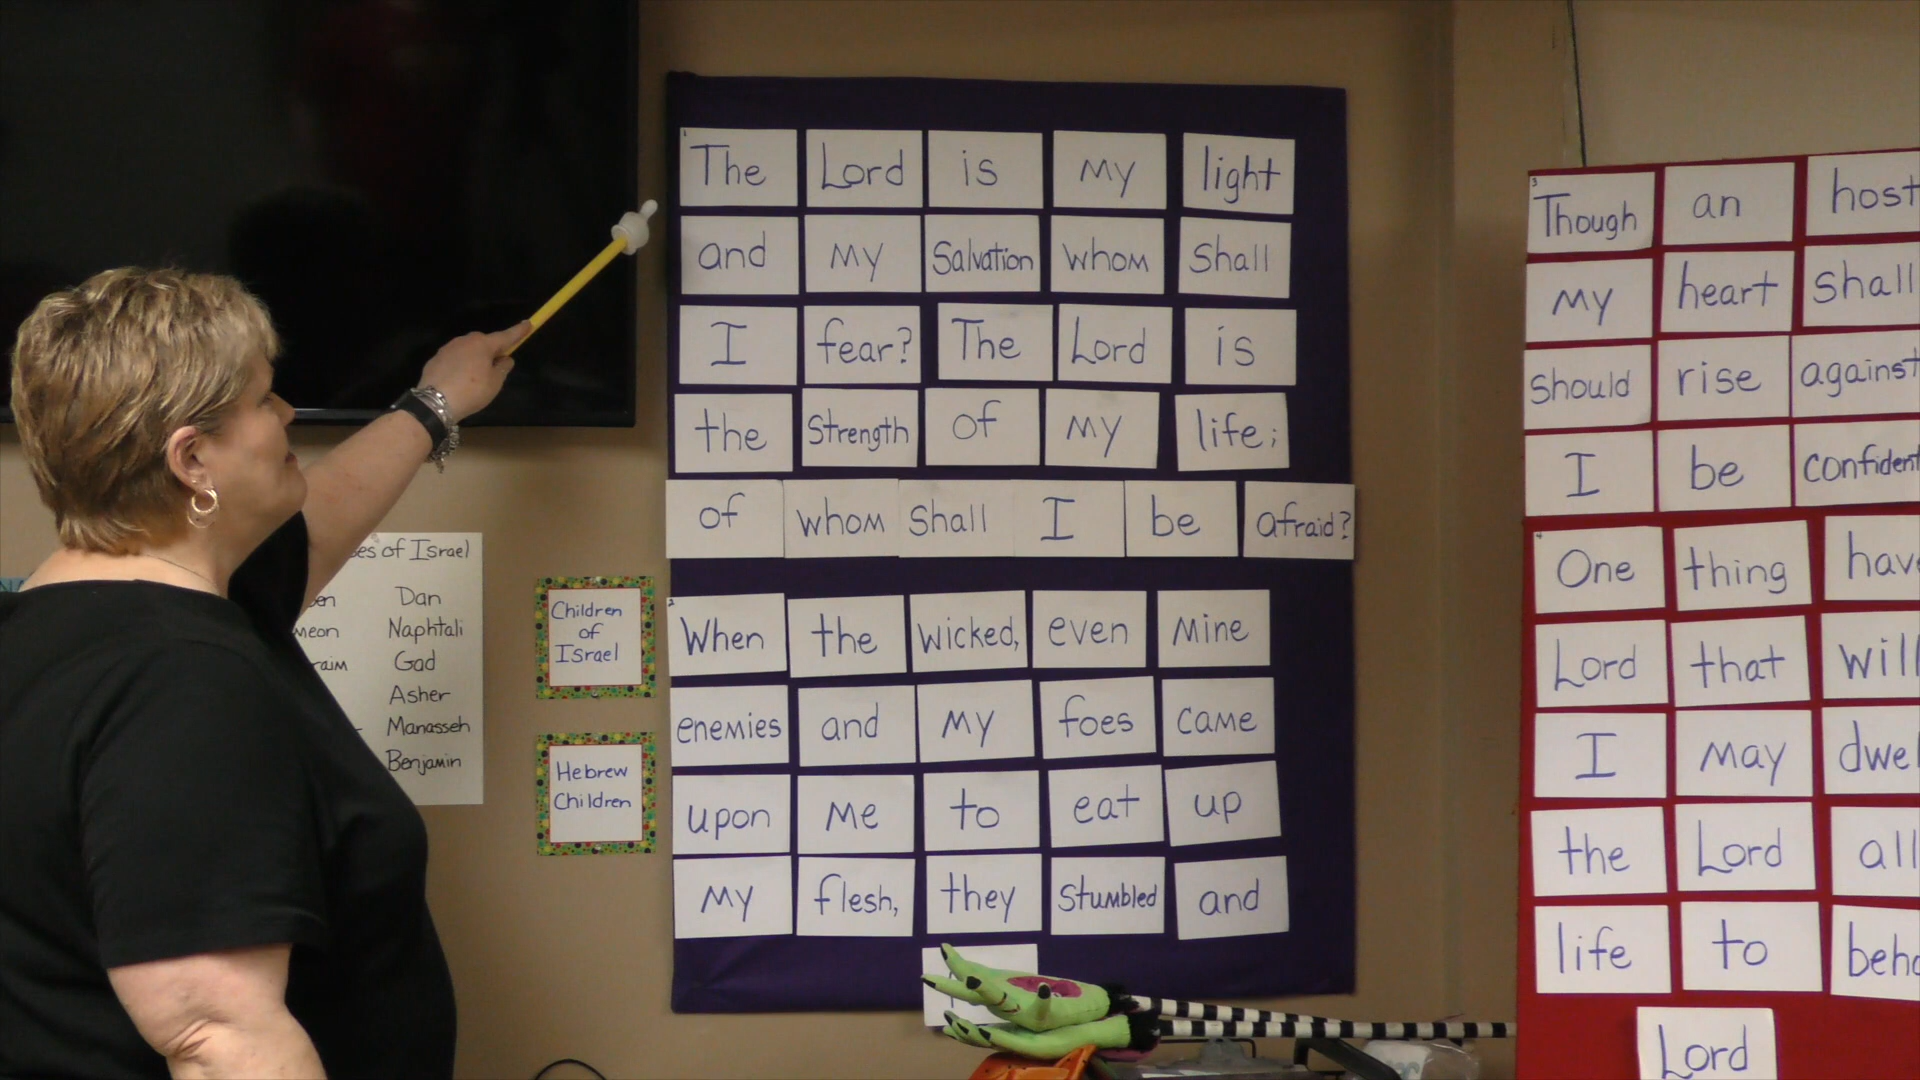 1
The Lord is my light
and my Salvation whom shall
I fear? The Lord is
the Strength of my life;
of whom shall I be afraid?
2
When the wicked, even mine
enemies and my foes came
upon me to eat up
my flesh, they stumbled and
3
Though an host
my heart shall
should rise against
I be confident
4
One thing
Lord that will
I may
the Lord all
life to
Lord
of Israel
Dan
Naphtali
Gad
Asher
Manasseh
Benjamin
Children
of
Israel
Hebrew
Children